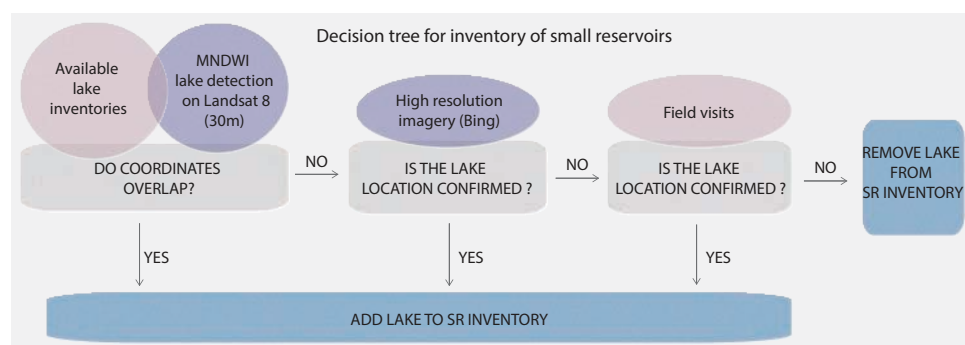 Decision tree for inventory of small reservoirs
Available
lake
inventories
MNDWI
lake detection
on Landsat 8
(30m)
High resolution
imagery (Bing)
Field visits
DO COORDINATES
OVERLAP?
NO
IS THE LAKE
LOCATION CONFIRMED ?
NO
IS THE LAKE
LOCATION CONFIRMED ?
NO
REMOVE LAKE
FROM
SR INVENTORY
YES
YES
YES
ADD LAKE TO SR INVENTORY